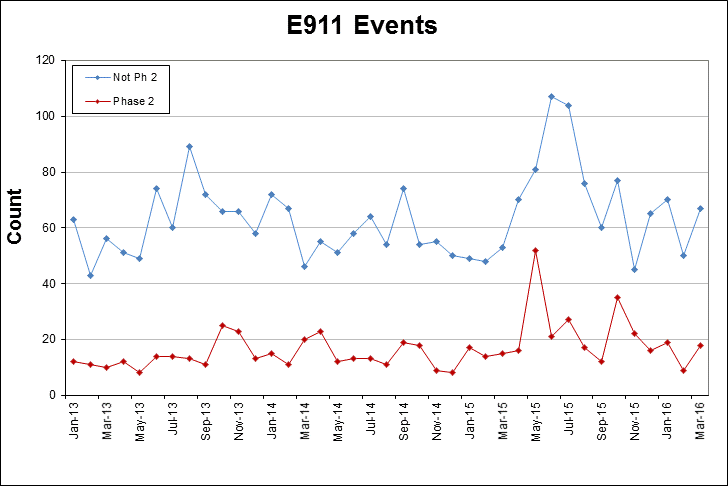 E911 Events
Not Ph 2
Phase 2
Count
120
100
80
60
40
20
0
Jan-13
Mar-13
May-13
Jul-13
Sep-13
Nov-13
Jan-14
Mar-14
May-14
Jul-14
Sep-14
Nov-14
Jan-15
Mar-15
May-15
Jul-15
Sep-15
Nov-15
Jan-16
Mar-16